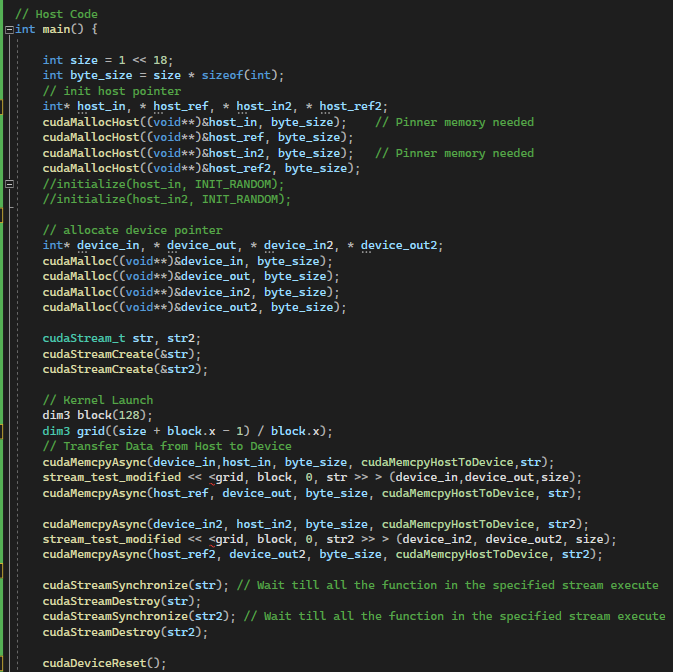 // Host Code
int main() {
int size = 1 << 18;
int byte_size = size * sizeof(int);
// init host pointer
int* host_in, * host_ref, * host_in2, * host_ref2;
cudaMallocHost((void**)&host_in, byte_size);    // Pinner memory needed
cudaMallocHost((void**)&host_ref, byte_size);
cudaMallocHost((void**)&host_in2, byte_size);   // Pinner memory needed
cudaMallocHost((void**)&host_ref2, byte_size);
//initialize(host_in, INIT_RANDOM);
//initialize(host_in2, INIT_RANDOM);
// allocate device pointer
int* device_in, * device_out, * device_in2, * device_out2;
cudaMalloc((void**)&device_in, byte_size);
cudaMalloc((void**)&device_out, byte_size);
cudaMalloc((void**)&device_in2, byte_size);
cudaMalloc((void**)&device_out2, byte_size);
cudaStream_t str, str2;
cudaStreamCreate(&str);
cudaStreamCreate(&str2);
// Kernel Launch
dim3 block(128);
dim3 grid((size + block.x - 1) / block.x);
// Transfer Data from Host to Device
cudaMemcpyAsync(device_in,host_in, byte_size, cudaMemcpyHostToDevice,str);
stream_test_modified << <grid, block, 0, str >> > (device_in,device_out,size);
cudaMemcpyAsync(host_ref, device_out, byte_size, cudaMemcpyHostToDevice, str);
cudaMemcpyAsync(device_in2, host_in2, byte_size, cudaMemcpyHostToDevice, str2);
stream_test_modified << <grid, block, 0, str2 >> > (device_in2, device_out2, size);
cudaMemcpyAsync(host_ref2, device_out2, byte_size, cudaMemcpyHostToDevice, str2);
cudaStreamSynchronize(str); // Wait till all the function in the specified stream execute
cudaStreamDestroy(str);
cudaStreamSynchronize(str2); // Wait till all the function in the specified stream execute
cudaStreamDestroy(str2);
cudaDeviceReset();